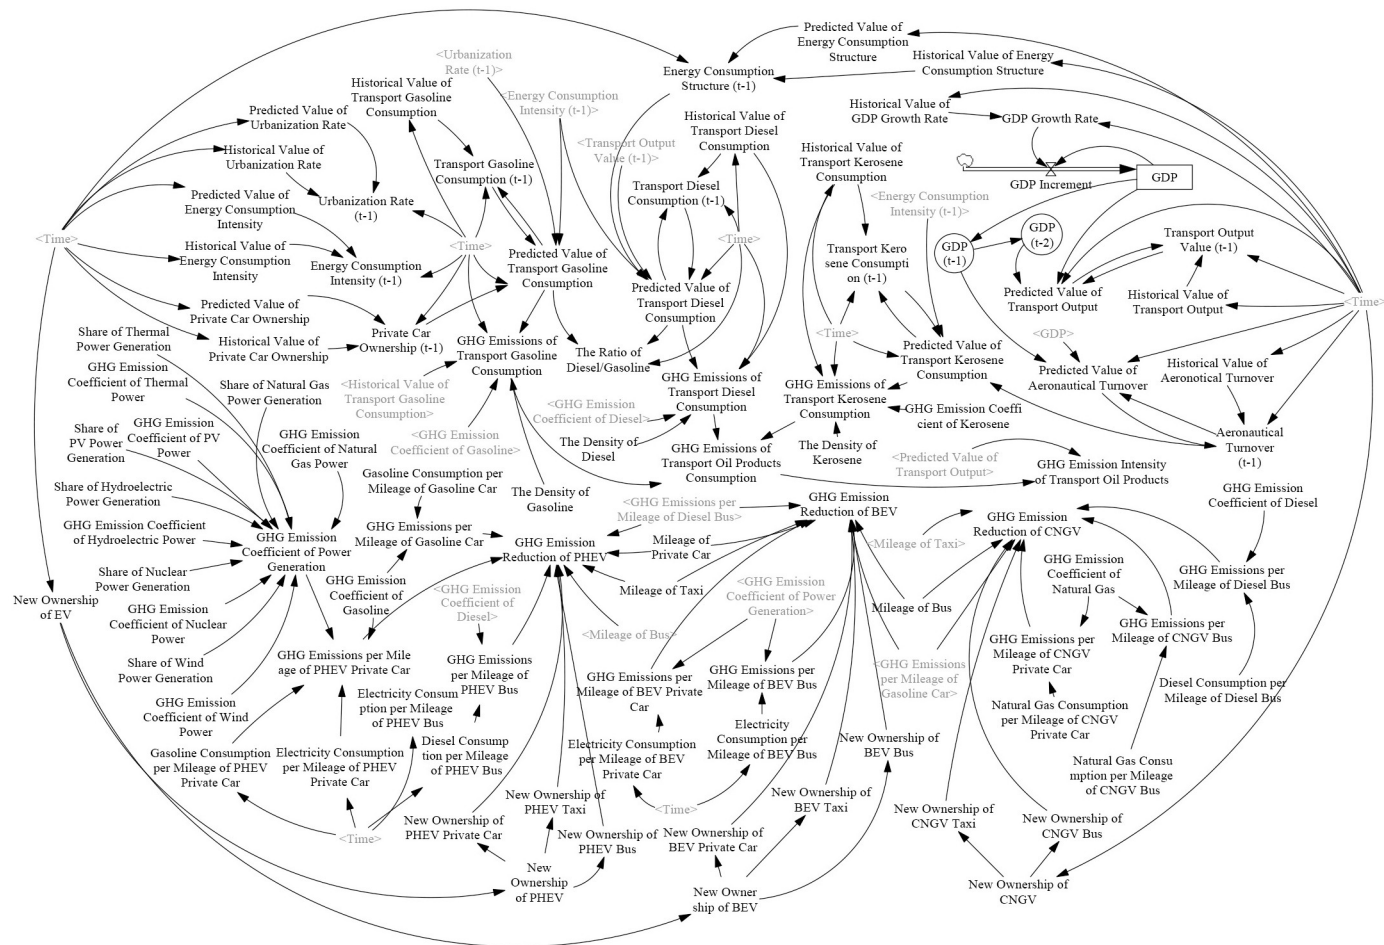 Predicted Value of
Energy Consumption
Structure
Historical Value of Energy
Consumption Structure
Energy Consumption
Structure (t-1)
<Urbanization
Rate (t-1)>
<Energy Consumption
Intensity (t-1)>
Historical Value of
Transport Gasoline
Consumption
Predicted Value of
Urbanization Rate
Historical Value of
Urbanization Rate
Urbanization Rate
(t-1)
Transport Gasoline
Consumption (t-1)
<Transport Output
Value (t-1)>
Historical Value of
Transport Diesel
Consumption
Transport Diesel
Consumption (t-1)
Historical Value of
GDP Growth Rate
GDP Growth Rate
GDP Increment
GDP
Historical Value of
Transport Kerosene
Consumption
<Energy Consumption
Intensity (t-1)>
GDP
(t-1)
GDP
(t-2)
Transport Output
Value (t-1)
Predicted Value of
Energy Consumption
Intensity
<Time>
Historical Value of
Energy Consumption
Intensity
Energy Consumption
Intensity (t-1)
<Time>
Predicted Value of
Transport Gasoline
Consumption
<Time>
Predicted Value of
Transport Diesel
Consumption
Transport Kero
sene Consumpti
on (t-1)
Predicted Value of
Transport Output
Historical Value of
Transport Output
<Time>
Predicted Value of
Private Car Ownership
Historical Value of
Private Car Ownership
Private Car
Ownership (t-1)
GHG Emissions of
Transport Gasoline
Consumption
The Ratio of
Diesel/Gasoline
<Time>
Predicted Value of
Transport Kerosene
Consumption
<GDP>
Predicted Value of
Aeronautical Turnover
Historical Value of
Aeronotical Turnover
Share of Thermal
Power Generation
GHG Emission
Coefficient of Thermal
Power
Share of Natural Gas
Power Generation
<Historical Value of
Transport Gasoline
Consumption>
GHG Emissions of
Transport Diesel
Consumption
<GHG Emission
Coefficient of Diesel>
GHG Emissions of
Transport Kerosene
Consumption
GHG Emission Coeffi
cient of Kerosene
Share of
PV Power
Generation
GHG Emission
Coefficient of PV
Power
GHG Emission
Coefficient of Natural
Gas Power
<GHG Emission
Coefficient of Gasoline>
The Density of
Diesel
GHG Emissions of
Transport Oil Products
Consumption
The Density of
Kerosene
<Predicted Value of
Transport Output>
Aeronautical
Turnover
(t-1)
GHG Emission Intensity
of Transport Oil Products
Share of Hydroelectric
Power Generation
Gasoline Consumption per
Mileage of Gasoline Car
The Density of
Gasoline
<GHG Emissions per
Mileage of Diesel Bus>
GHG Emission
Reduction of BEV
GHG Emission
Coefficient of Diesel
GHG Emission Coefficient
of Hydroelectric Power
GHG Emission
Coefficient of Power
Generation
GHG Emissions per
Mileage of Gasoline Car
GHG Emission
Reduction of PHEV
Mileage of
Private Car
<Mileage of Taxi>
GHG Emission
Reduction of CNGV
Share of Nuclear
Power Generation
GHG Emission
Coefficient of
Gasoline
<GHG Emission
Coefficient of
Diesel>
Mileage of Taxi
<GHG Emission
Coefficient of Power
Generation>
Mileage of Bus
GHG Emission
Coefficient of
Natural Gas
GHG Emissions per
Mileage of Diesel Bus
New Ownership
of EV
GHG Emission
Coefficient of Nuclear
Power
<Mileage of Bus>
GHG Emissions per
Mileage of CNGV Bus
Share of Wind
Power Generation
GHG Emissions per Mile
age of PHEV Private Car
GHG Emissions
per Mileage of
PHEV Bus
GHG Emissions per
Mileage of BEV Private
Car
GHG Emissions per
Mileage of BEV Bus
<GHG Emissions
per Mileage of
Gasoline Car>
GHG Emissions per
Mileage of CNGV
Private Car
Diesel Consumption per
Mileage of Diesel Bus
GHG Emission
Coefficient of Wind
Power
Electricity Consum
ption per Mileage
of PHEV Bus
Natural Gas Consumption
per Mileage of CNGV
Private Car
Gasoline Consumption
per Mileage of PHEV
Private Car
Electricity Consumption
per Mileage of PHEV
Private Car
Diesel Consump
tion per Mileage
of PHEV Bus
Electricity Consumption
per Mileage of BEV
Private Car
Electricity
Consumption per
Mileage of BEV Bus
New Ownership of
BEV Bus
Natural Gas Consu
mption per Mileage
of CNGV Bus
<Time>
New Ownership of
PHEV Private Car
New Ownership of
PHEV Taxi
New Ownership of
PHEV Bus
<Time>
New Ownership of
BEV Private Car
New Ownership of
BEV Taxi
New Ownership of
CNGV Taxi
New Ownership of
CNGV Bus
New
Ownership
of PHEV
New Owner
ship of BEV
New Ownership of
CNGV